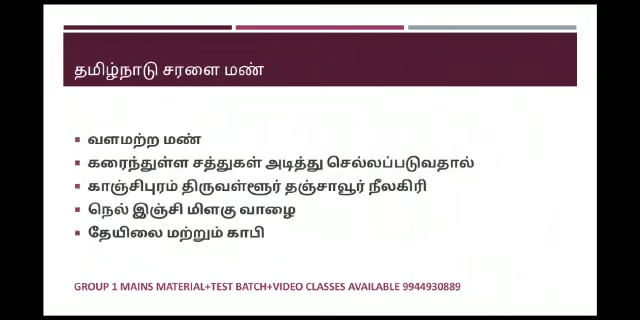 தமிழ்நாடு சரளை மண்
வளமற்ற மண்
கரைந்துள்ள சத்துகள் அடித்து செல்லப்படுவதால்
காஞ்சிபுரம் திருவள்ளூர் தஞ்சாவூர் நீலகிரி
நெல் இஞ்சி மிளகு வாழை
தேயிலை மற்றும் காபி
GROUP 1 MAINS MATERIAL+TEST BATCH+VIDEO CLASSES AVAILABLE 9944930889